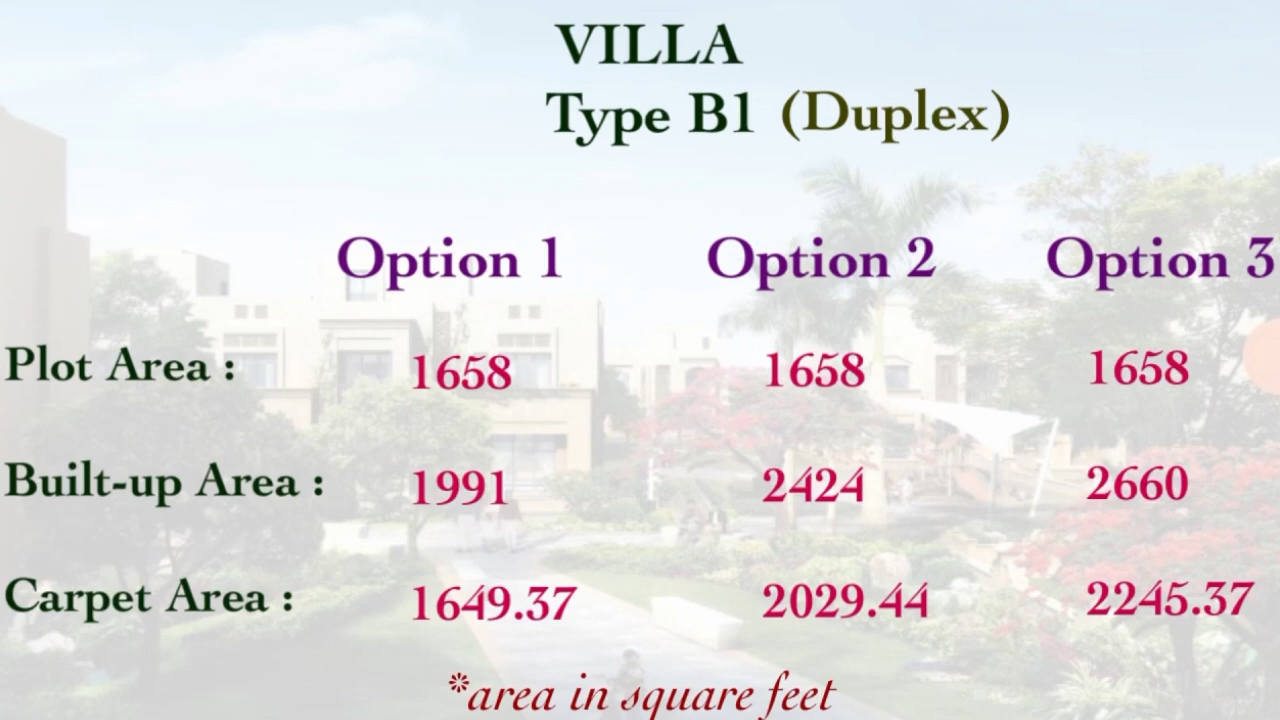 VILLA
Type B1 (Duplex)
Option 1 Option 2 Option 3
Plot Area : 1658 1658 1658
Built-up Area : 1991 2424 2660
Carpet Area : 1649.37 2029.44 2245.37
*area in square feet